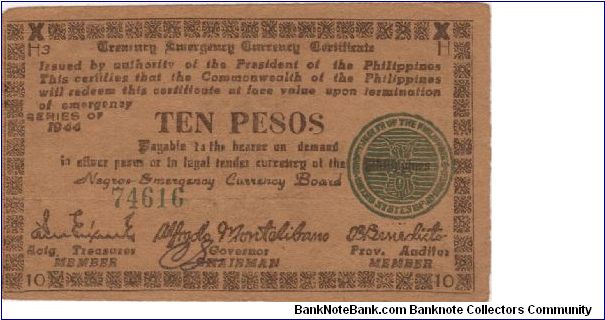 X X
H3 Treasury Emergency Currency Certificate H
Issued by authority of the President of the Philippines
This certifies that the Commonwealth of the Philippines
will redeem this certificate at face value upon termination
of emergency
SERIES OF
1944
TEN PESOS
Payable to the bearer on demand
in silver pesos or in legal tender currency of the
Negros Emergency Currency Board
74616
Alfredo Montelibano
Actg. Treasurer Governor Prov. Auditor
MEMBER CHAIRMAN MEMBER
10 10
BankNoteBank.com Banknote Collectors Community